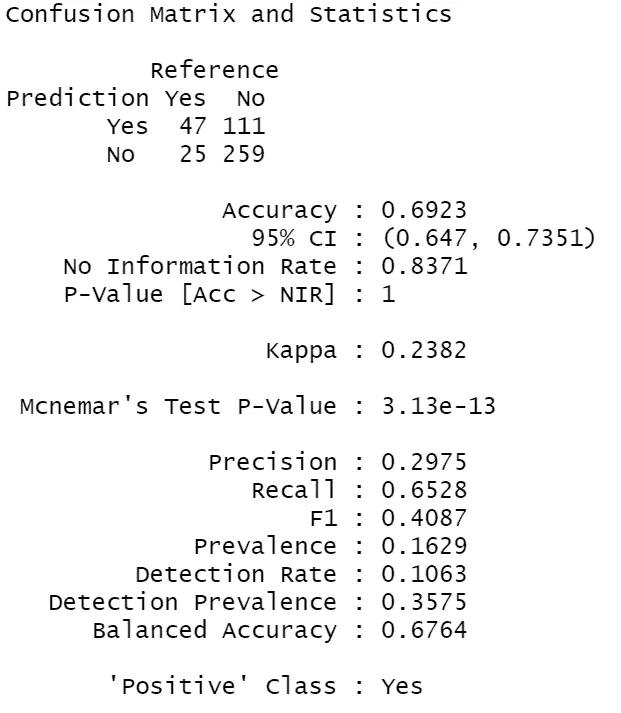 Confusion Matrix and Statistics
Reference
Prediction Yes No
Yes 47 111
No 25 259
Accuracy : 0.6923
95% CI : (0.647, 0.7351)
No Information Rate : 0.8371
P-Value [Acc > NIR] : 1
Kappa : 0.2382
Mcnemar's Test P-Value : 3.13e-13
Precision : 0.2975
Recall : 0.6528
F1 : 0.4087
Prevalence : 0.1629
Detection Rate : 0.1063
Detection Prevalence : 0.3575
Balanced Accuracy : 0.6764
'Positive' Class : Yes